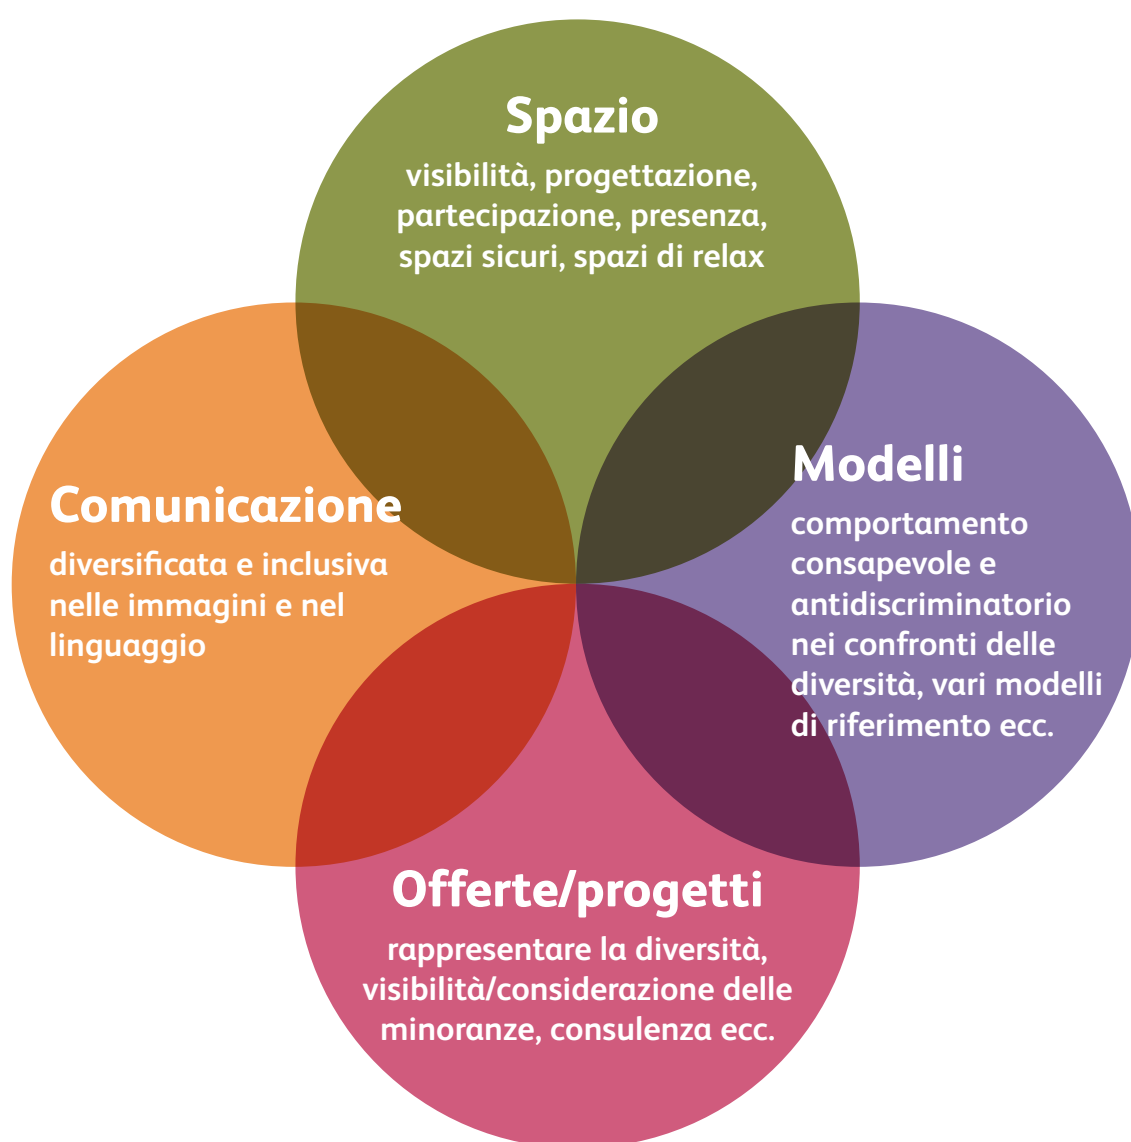 Spazio
visibilità, progettazione,
partecipazione, presenza,
spazi sicuri, spazi di relax
Comunicazione
diversificata e inclusiva
nelle immagini e nel
linguaggio
Modelli
comportamento
consapevole e
antidiscriminatorio
nei confronti delle
diversità, vari modelli
di riferimento ecc.
Offerte/progetti
rappresentare la diversità,
visibilità/considerazione delle
minoranze, consulenza ecc.